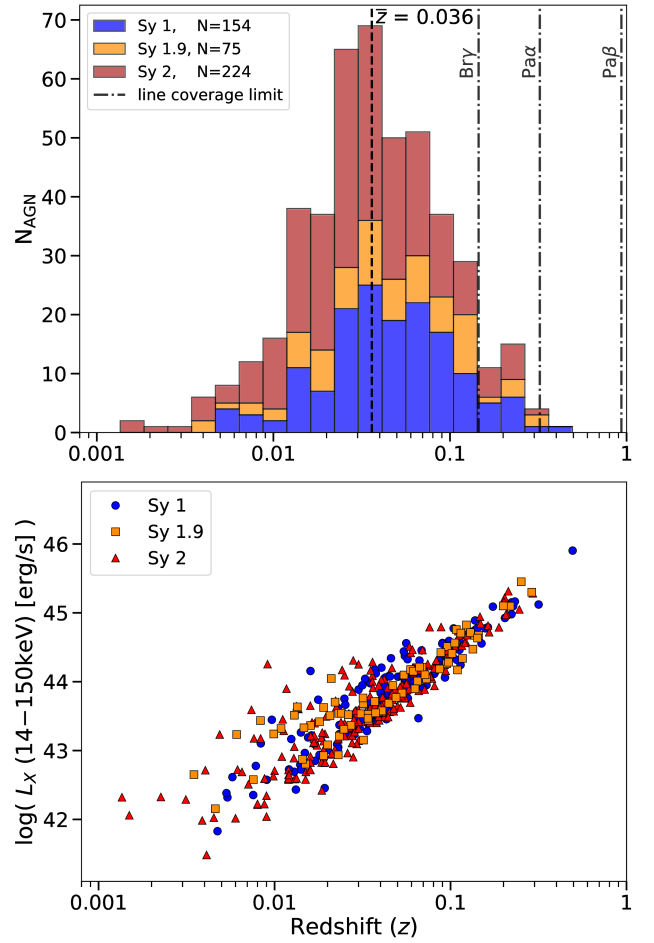 70
60
50
40
30
20
10
0
N_AGN
Sy 1, N=154
Sy 1.9, N=75
Sy 2, N=224
line coverage limit
z̅ = 0.036
Brγ
Paα
Paβ
0.001
0.01
0.1
1
46
45
44
43
42
log( L_X (14−150keV) [erg/s] )
Sy 1
Sy 1.9
Sy 2
0.001
0.01
0.1
1
Redshift (z)